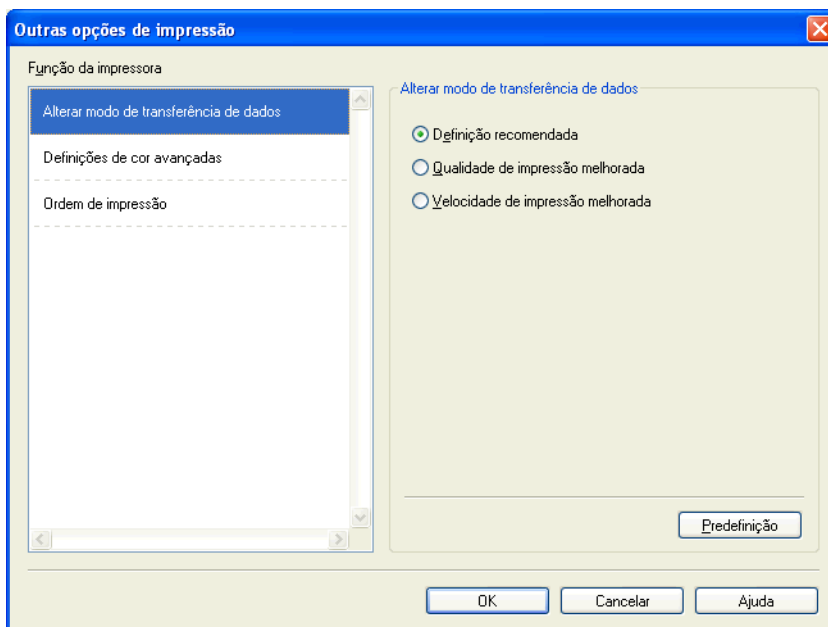 Outras opções de impressão
Função da impressora
Alterar modo de transferência de dados
Definições de cor avançadas
Ordem de impressão
Alterar modo de transferência de dados
Definição recomendada
Qualidade de impressão melhorada
Velocidade de impressão melhorada
Predefinição
OK
Cancelar
Ajuda